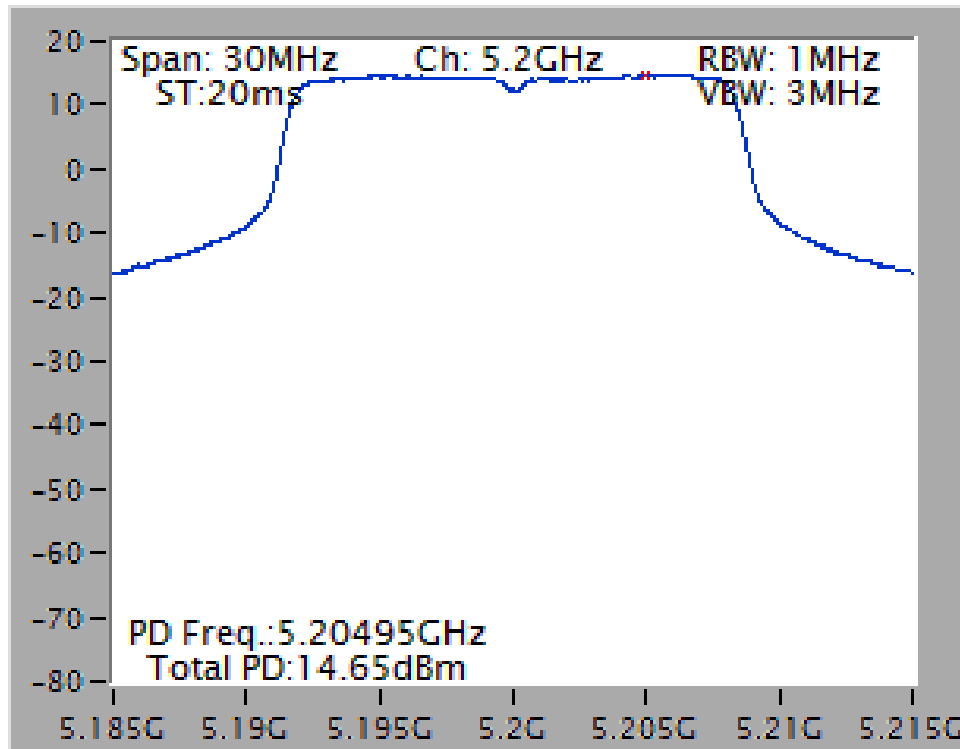 20
Span: 30MHz Ch: 5.2GHz RBW: 1MHz
ST:20ms VBW: 3MHz
10
0
-10
-20
-30
-40
-50
-60
-70
PD Freq.:5.20495GHz
Total PD:14.65dBm
-80
5.185G 5.19G 5.195G 5.2G 5.205G 5.21G 5.215G